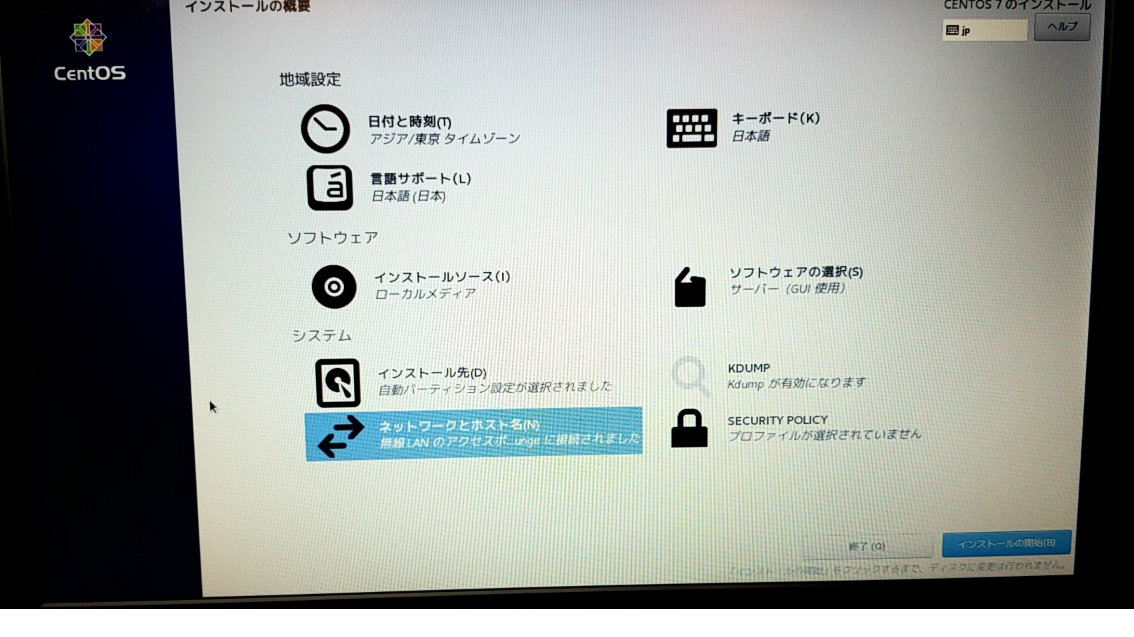 インストールの概要
CENTOS 7 のインストール
jp
ヘルプ
CentOS
地域設定
日付と時刻(T)
アジア/東京 タイムゾーン
キーボード(K)
日本語
言語サポート(L)
日本語 (日本)
ソフトウェア
インストールソース(I)
ローカルメディア
ソフトウェアの選択(S)
サーバー（GUI 使用）
システム
インストール先(D)
自動パーティション設定が選択されました
KDUMP
Kdump が有効になります
ネットワークとホスト名(N)
無線 LAN のアクセスポ...unge に接続されました
SECURITY POLICY
プロファイルが選択されていません
終了 (Q)
インストールの開始(B)
「インストールの開始」をクリックするまで、ディスクに変更は行われません。